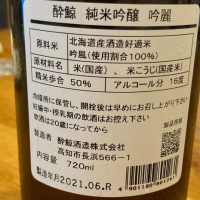 酔鯨 純米吟醸 吟麗
原料米 北海道産酒造好適米
吟風(使用割合100%)
原材料名 米(国産)、米こうじ(国産米)
精米歩合 50% アルコール分 16度
冷暗所に保管し、開栓後は早めにお召し上がり下さい。
妊娠中・授乳期の飲酒はお控え下さい
飲酒は20歳になってから
製品情報
製造者 酔鯨酒造株式会社
高知市長浜566-1
内容量 720ml
製造年月2021.06.R